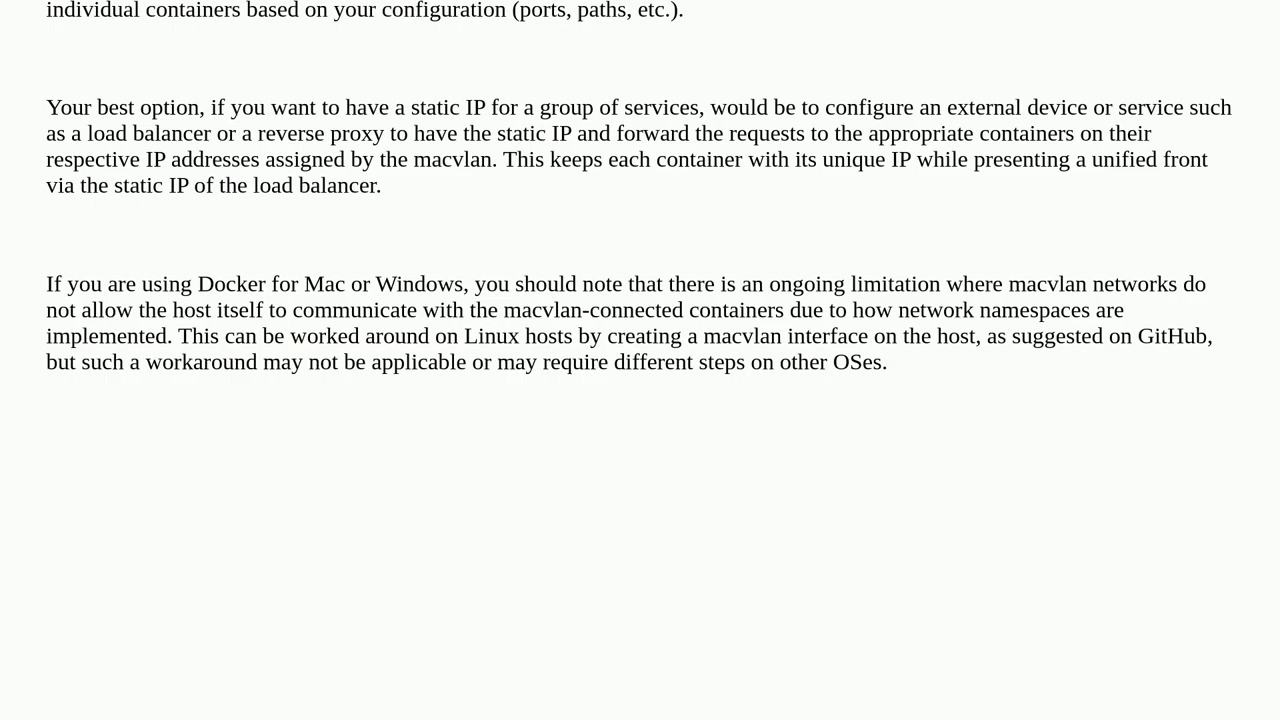 individual containers based on your configuration (ports, paths, etc.).
Your best option, if you want to have a static IP for a group of services, would be to configure an external device or service such
as a load balancer or a reverse proxy to have the static IP and forward the requests to the appropriate containers on their
respective IP addresses assigned by the macvlan. This keeps each container with its unique IP while presenting a unified front
via the static IP of the load balancer.
If you are using Docker for Mac or Windows, you should note that there is an ongoing limitation where macvlan networks do
not allow the host itself to communicate with the macvlan-connected containers due to how network namespaces are
implemented. This can be worked around on Linux hosts by creating a macvlan interface on the host, as suggested on GitHub,
but such a workaround may not be applicable or may require different steps on other OSes.